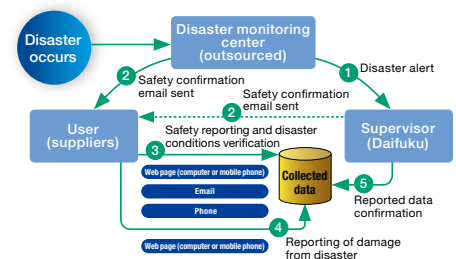 Disaster
occurs
Disaster monitoring
center
(outsourced)
1
Disaster alert
2
Safety confirmation
email sent
Safety confirmation
email sent
2
User
(suppliers)
Supervisor
(Daifuku)
Safety reporting and disaster
conditions verification
3
Web page (computer or mobile phone)
Email
Phone
Collected
data
5
Reported data
confirmation
4
Web page (computer or mobile phone)
Reporting of damage
from disaster